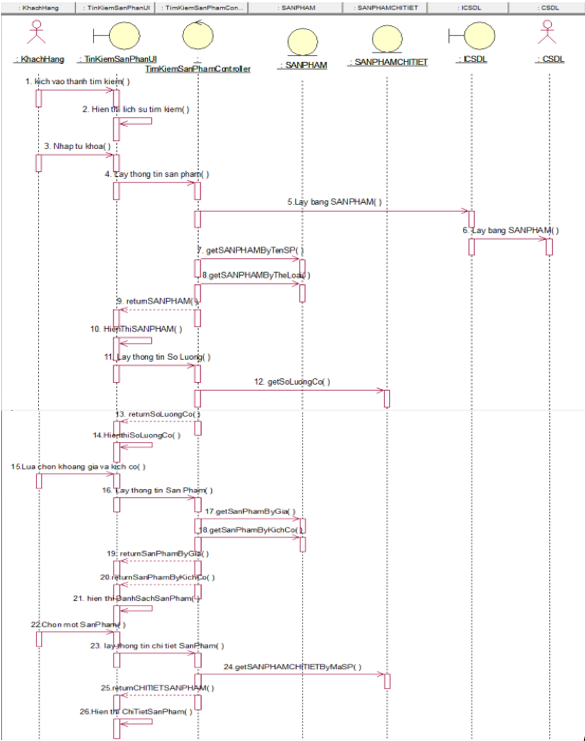 : KhachHang
: TinKiemSanPhanUI
: TimKiemSanPhamCon...
: SANPHAM
: SANPHAMCHITIET
: ICSDL
: CSDL
: KhachHang
: TinKiemSanPhanUI
:
TimKiemSanPhamController
: SANPHAM
: SANPHAMCHITIET
: ICSDL
: CSDL
1. kich vao thanh tim kiem( )
2. Hien thi lich su tim kiem( )
3. Nhap tu khoa( )
4. Lay thong tin san pham( )
5.Lay bang SANPHAM( )
6. Lay bang SANPHAM( )
7. getSANPHAMByTenSP( )
8.getSANPHAMByTheLoai( )
9. returnSANPHAM( )
10. HienThiSANPHAM( )
11. Lay thong tin So Luong( )
12. getSoLuongCo( )
13. returnSoLuongCo( )
14.HienthiSoLuongCo( )
15.Lua chon khoang gia va kich co( )
16. Lay thong tin San Pham( )
17.getSanPhamByGia( )
18.getSanPhamByKichCo( )
19. returnSanPhamByGia( )
20.returnSanPhamByKichCo( )
21. hien thi DanhSachSanPham( )
22.Chon mot SanPham( )
23. lay thong tin chi tiet SanPham( )
24.getSANPHAMCHITIETByMaSP( )
25.returnCHITIETSANPHAM( )
26.Hien thi ChiTietSanPham( )